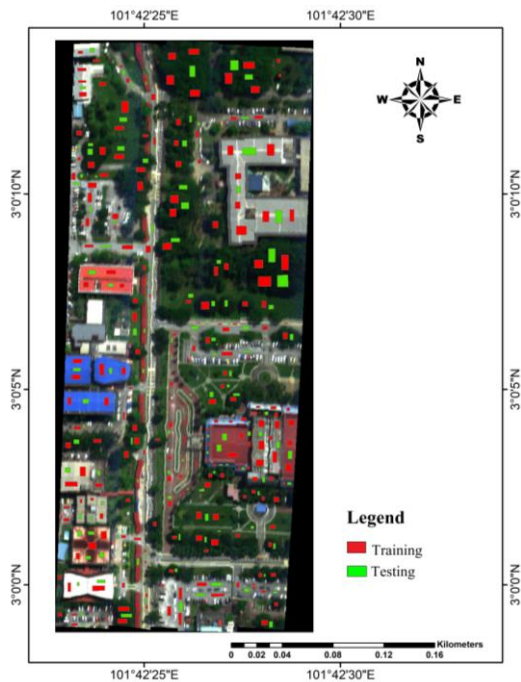 101°42'25"E 101°42'30"E
N
W E
S
3°0'10"N 3°0'10"N
3°0'5"N 3°0'5"N
Legend
Training
Testing
3°0'0"N 3°0'0"N
Kilometers
0 0.02 0.04 0.08 0.12 0.16
101°42'25"E 101°42'30"E